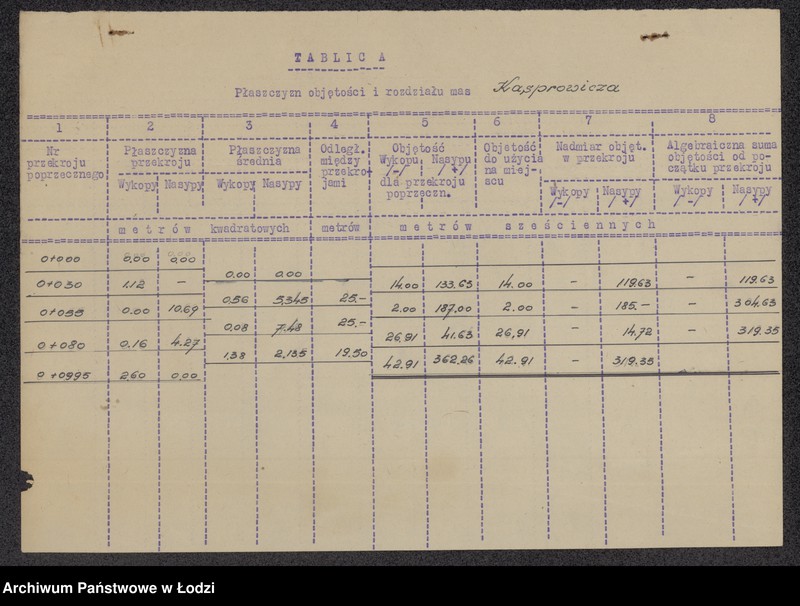 TABLICA
Płaszczyzn objętości i rozdziału mas Kasprowicza
1 2 3 4 5 6 7 8
Nr przekroju poprzecznego
Płaszczyzna przekroju
Wykopy Nasypy
Płaszczyzna średnia
Wykopy Nasypy
Odległ. między przekrojami
Objętość Wykopu /-/ Nasypu /+/ dla przekroju poprzeczn.
Objętość do użycia na miejscu
Nadmiar objęt. w przekroju
Wykopy /-/ Nasypy /+/
Algebraiczna suma objętości od początku przekroju
Wykopy /-/ Nasypy /+/
metrów kwadratowych metrów metrów sześciennych
0+000 0.00 0.00
0.00 0.00
0+030 1.12 –
14.00 133.63 14.00 – 119.63 – 119.63
0.56 5.345 25.–
0+055 0.00 10.69
2.00 187.00 2.00 – 185.– – 304.63
0.08 7.48 25.–
0+080 0.16 4.27
26,91 41.63 26,91 – 14,72 – 319.35
1.38 2,135 19.50
42.91 362.26 42.91 – 319.35
0+0995 2.60 0.00
Archiwum Państwowe w Łodzi